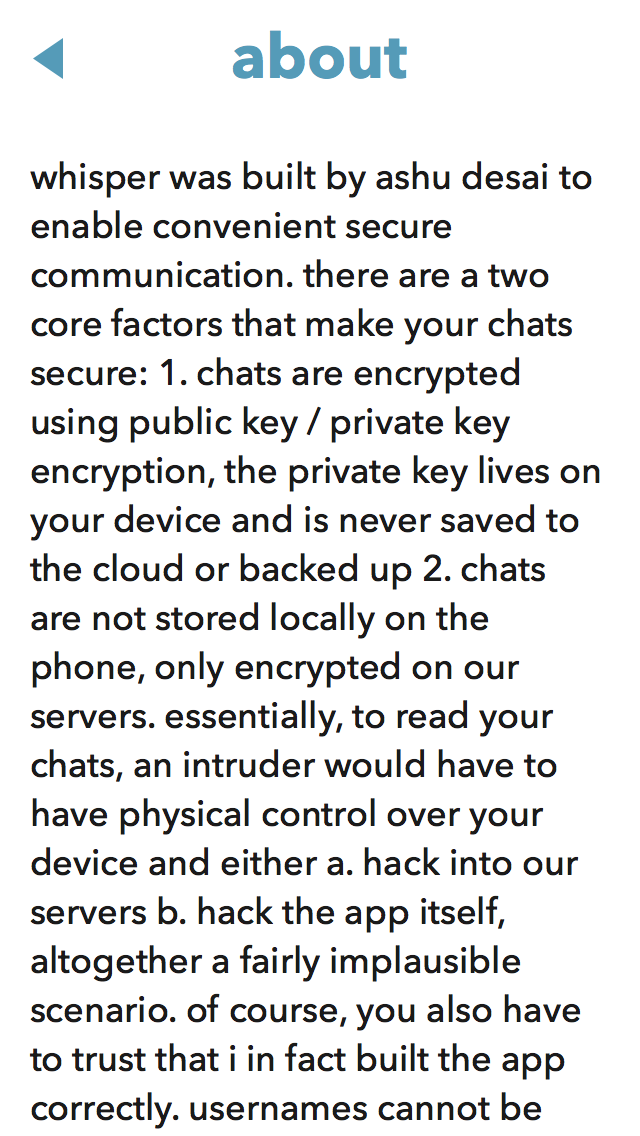 about
whisper was built by ashu desai to
enable convenient secure
communication. there are a two
core factors that make your chats
secure: 1. chats are encrypted
using public key / private key
encryption, the private key lives on
your device and is never saved to
the cloud or backed up 2. chats
are not stored locally on the
phone, only encrypted on our
servers. essentially, to read your
chats, an intruder would have to
have physical control over your
device and either a. hack into our
servers b. hack the app itself,
altogether a fairly implausible
scenario. of course, you also have
to trust that i in fact built the app
correctly. usernames cannot be